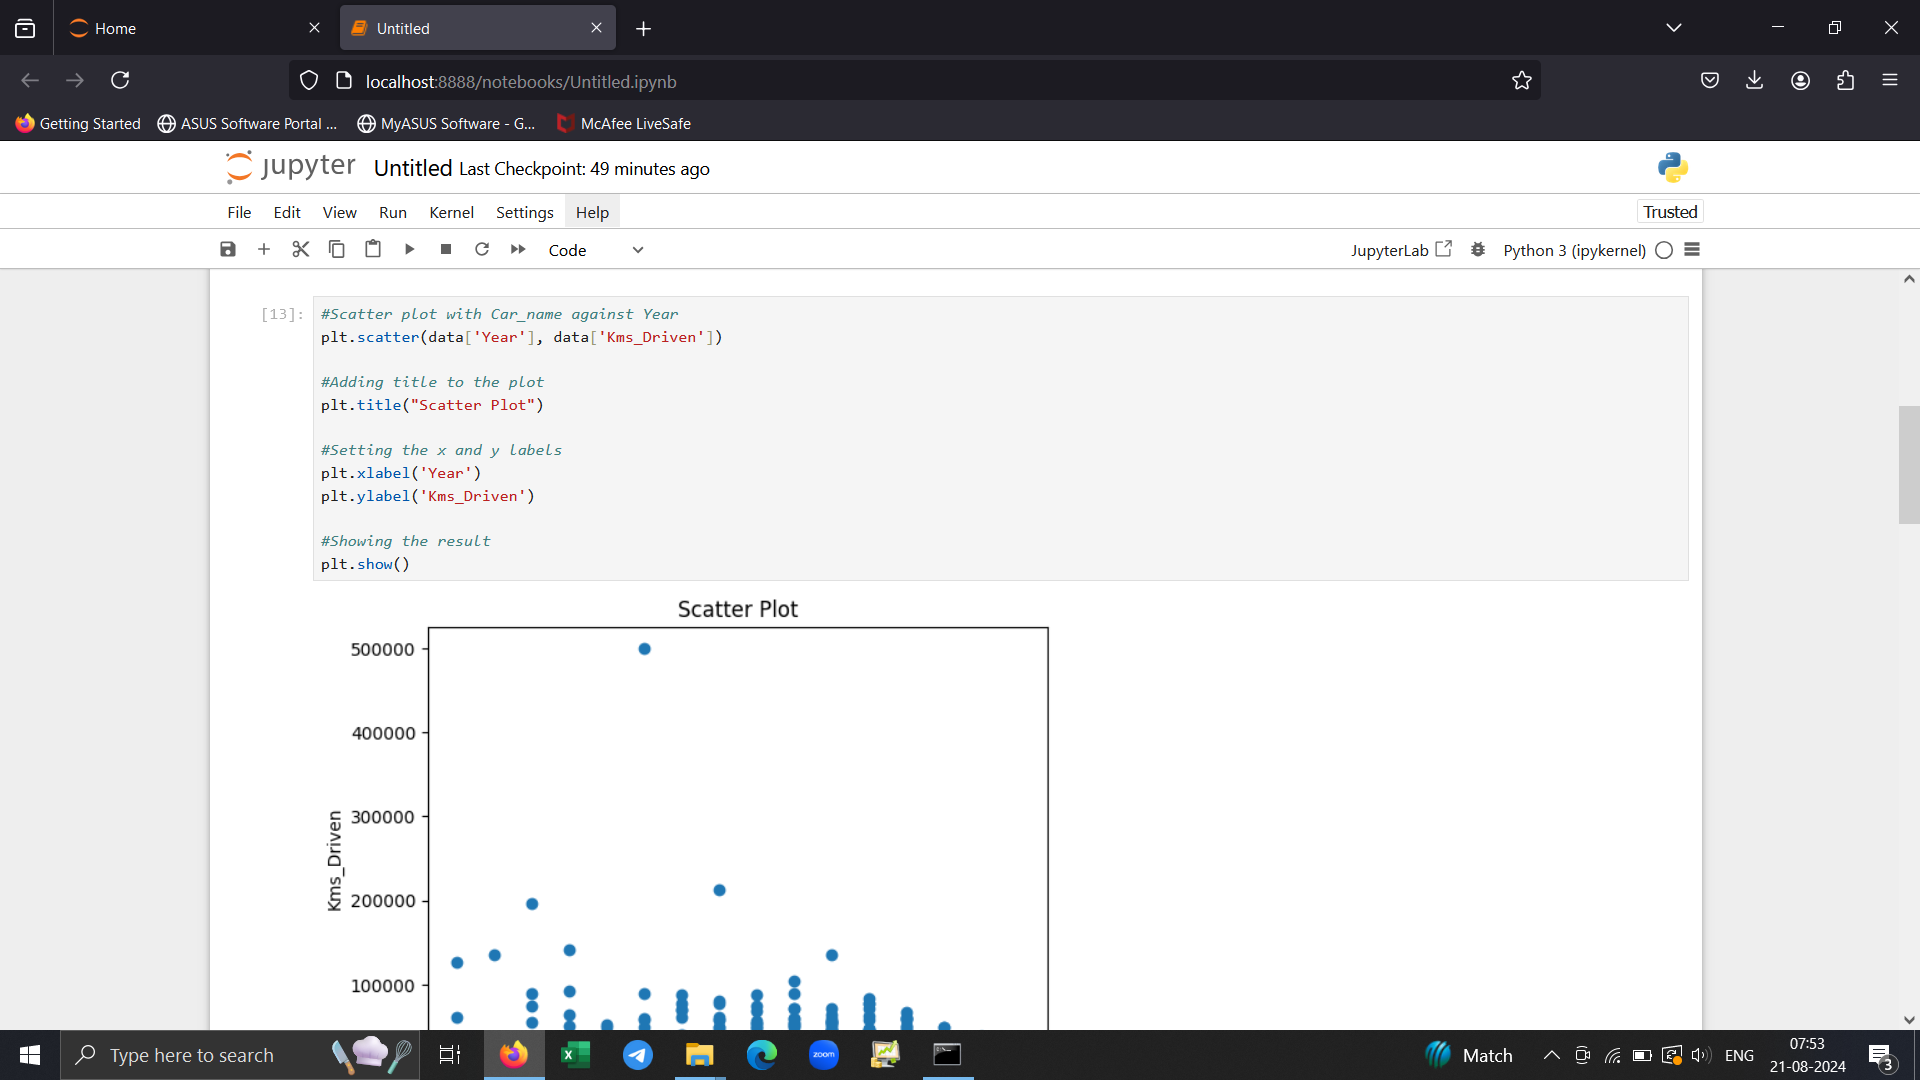 Home
Untitled
localhost:8888/notebooks/Untitled.ipynb
Getting Started
ASUS Software Portal ...
MyASUS Software - G...
McAfee LiveSafe
jupyter Untitled Last Checkpoint: 49 minutes ago
File Edit View Run Kernel Settings Help
Trusted
Code
JupyterLab
Python 3 (ipykernel)
[13]:
#Scatter plot with Car_name against Year
plt.scatter(data['Year'], data['Kms_Driven'])
#Adding title to the plot
plt.title("Scatter Plot")
#Setting the x and y labels
plt.xlabel('Year')
plt.ylabel('Kms_Driven')
#Showing the result
plt.show()
Scatter Plot
500000
400000
300000
200000
100000
Kms_Driven
Type here to search
zoom
Match
ENG
07:53
21-08-2024
3